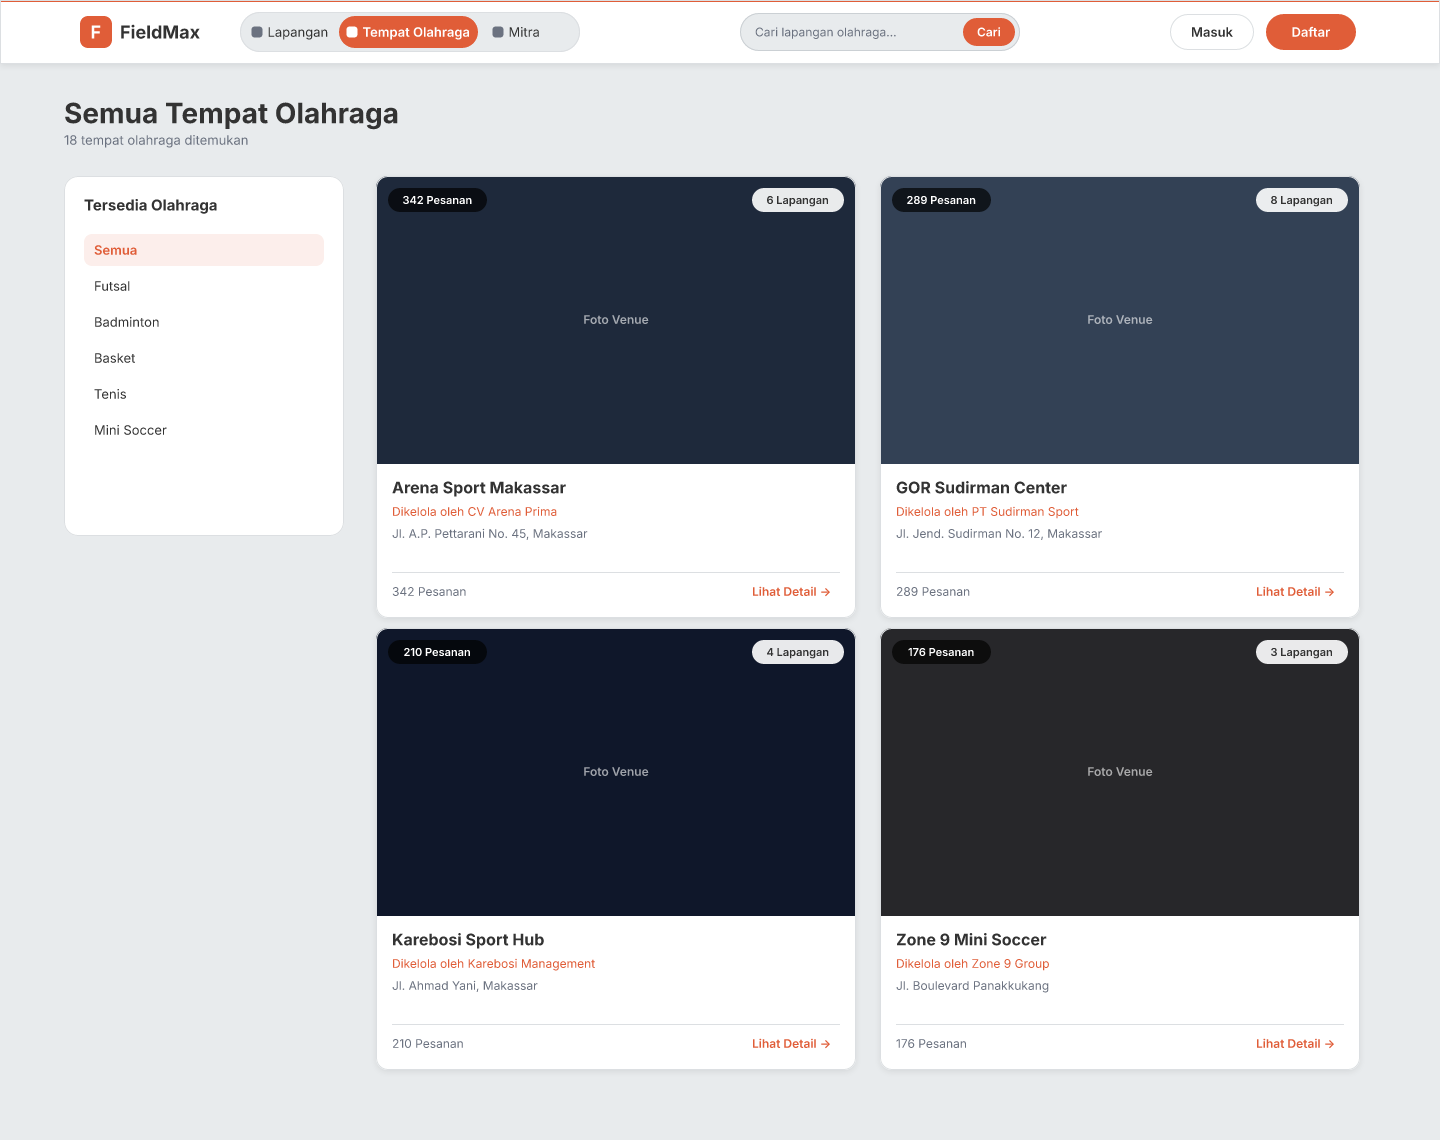 F FieldMax
Lapangan
Tempat Olahraga
Mitra
Cari lapangan olahraga...
Cari
Masuk
Daftar
Semua Tempat Olahraga
18 tempat olahraga ditemukan
Tersedia Olahraga
Semua
Futsal
Badminton
Basket
Tenis
Mini Soccer
342 Pesanan
6 Lapangan
Foto Venue
Arena Sport Makassar
Dikelola oleh CV Arena Prima
Jl. A.P. Pettarani No. 45, Makassar
342 Pesanan
Lihat Detail →
289 Pesanan
8 Lapangan
Foto Venue
GOR Sudirman Center
Dikelola oleh PT Sudirman Sport
Jl. Jend. Sudirman No. 12, Makassar
289 Pesanan
Lihat Detail →
210 Pesanan
4 Lapangan
Foto Venue
Karebosi Sport Hub
Dikelola oleh Karebosi Management
Jl. Ahmad Yani, Makassar
210 Pesanan
Lihat Detail →
176 Pesanan
3 Lapangan
Foto Venue
Zone 9 Mini Soccer
Dikelola oleh Zone 9 Group
Jl. Boulevard Panakkukang
176 Pesanan
Lihat Detail →